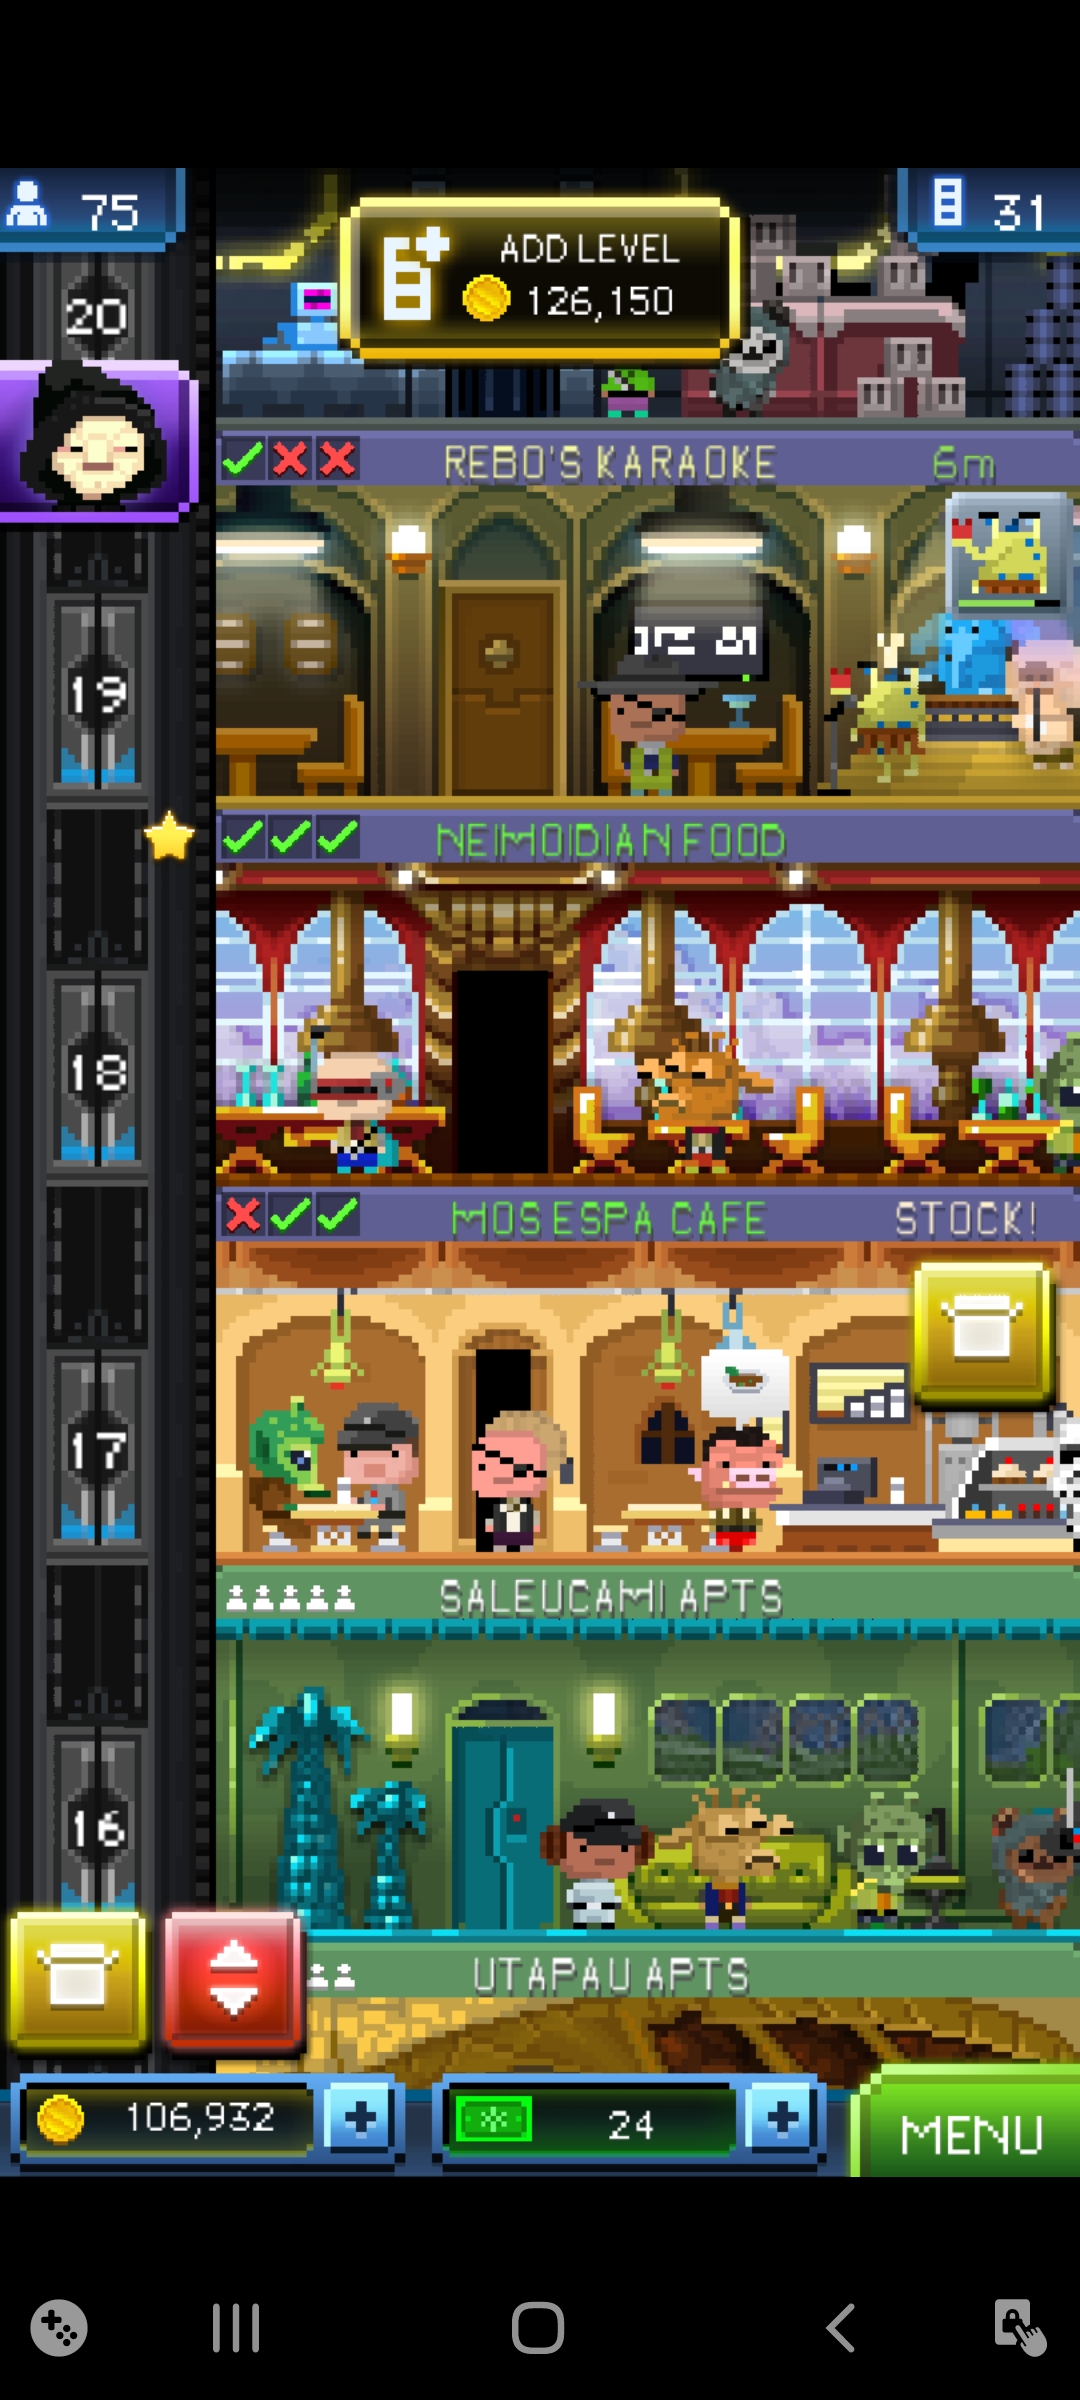 75
ADD LEVEL
126,150
31
20
REBO'S KARAOKE
6m
19
NEIMOIDIAN FOOD
18
MOS ESPA CAFE
STOCK!
17
SALEUCAMI APTS
16
UTAPAU APTS
106,932
24
MENU